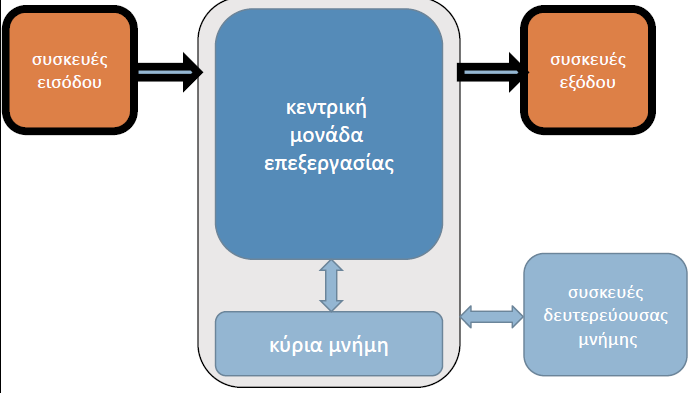 συσκευές
εισόδου
κεντρική
μονάδα
επεξεργασίας
συσκευές
εξόδου
κύρια μνήμη
συσκευές
δευτερεύουσας
μνήμης